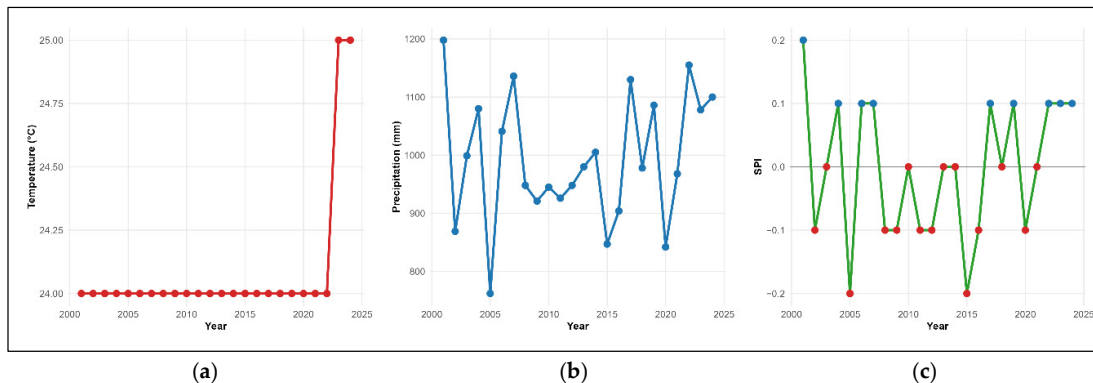 Temperature (°C)
25.00
24.75
24.50
24.25
24.00
2000 2005 2010 2015 2020 2025
Year
(a)
Precipitation (mm)
1200
1100
1000
900
800
2000 2005 2010 2015 2020 2025
Year
(b)
SPI
0.2
0.1
0.0
−0.1
−0.2
2000 2005 2010 2015 2020 2025
Year
(c)